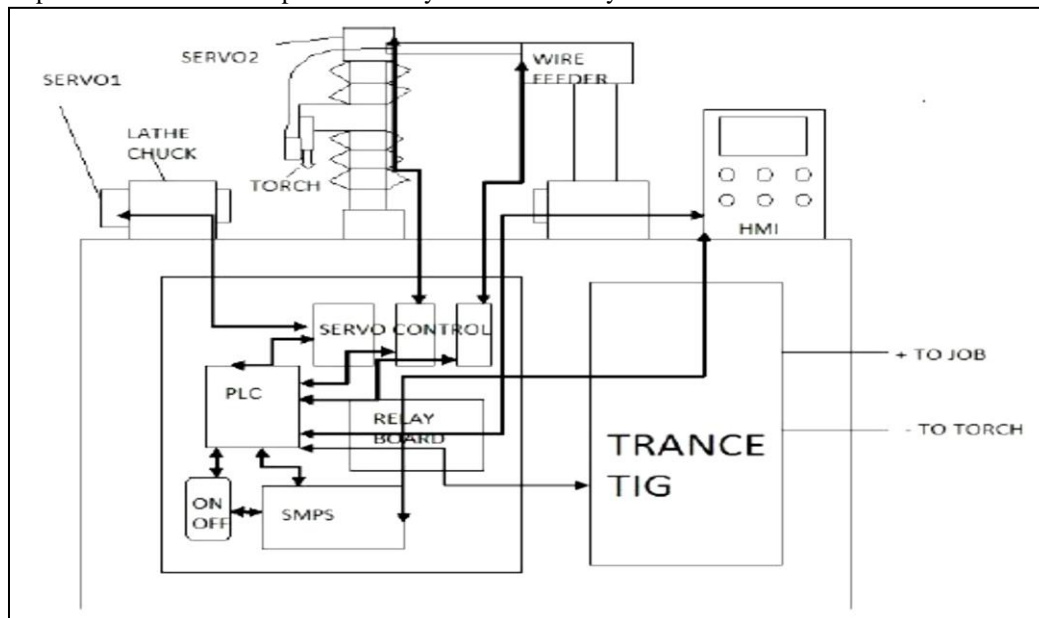 SERVO2
WIRE
FEEDER
SERVO1
LATHE
CHUCK
TORCH
HMI
SERVO CONTROL
PLC
RELAY
BOARD
+ TO JOB
- TO TORCH
TRANCE
TIG
ON
OFF
SMPS